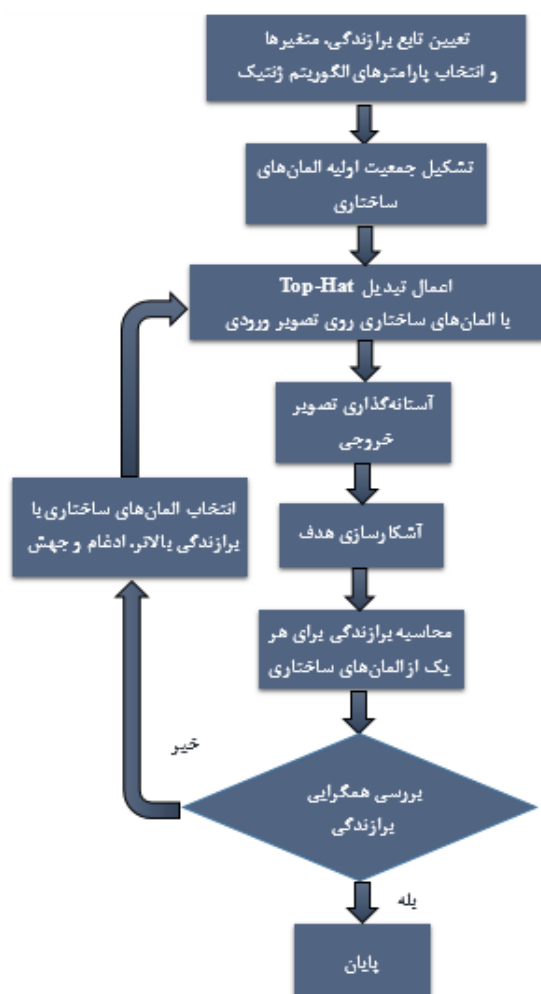 تعیین تابع برازندگی، متغیرها
و انتخاب پارامترهای الگوریتم ژنتیک
تشکیل جمعیت اولیه المان‌های
ساختاری
اعمال تبدیل Top-Hat
با المان‌های ساختاری روی تصویر ورودی
آستانه‌گذاری تصویر
خروجی
آشکارسازی هدف
محاسبه برازندگی برای هر
یک از المان‌های ساختاری
بررسی همگرایی
برازندگی
خیر
انتخاب المان‌های ساختاری با
برازندگی بالاتر، ادغام و جهش
بله
پایان